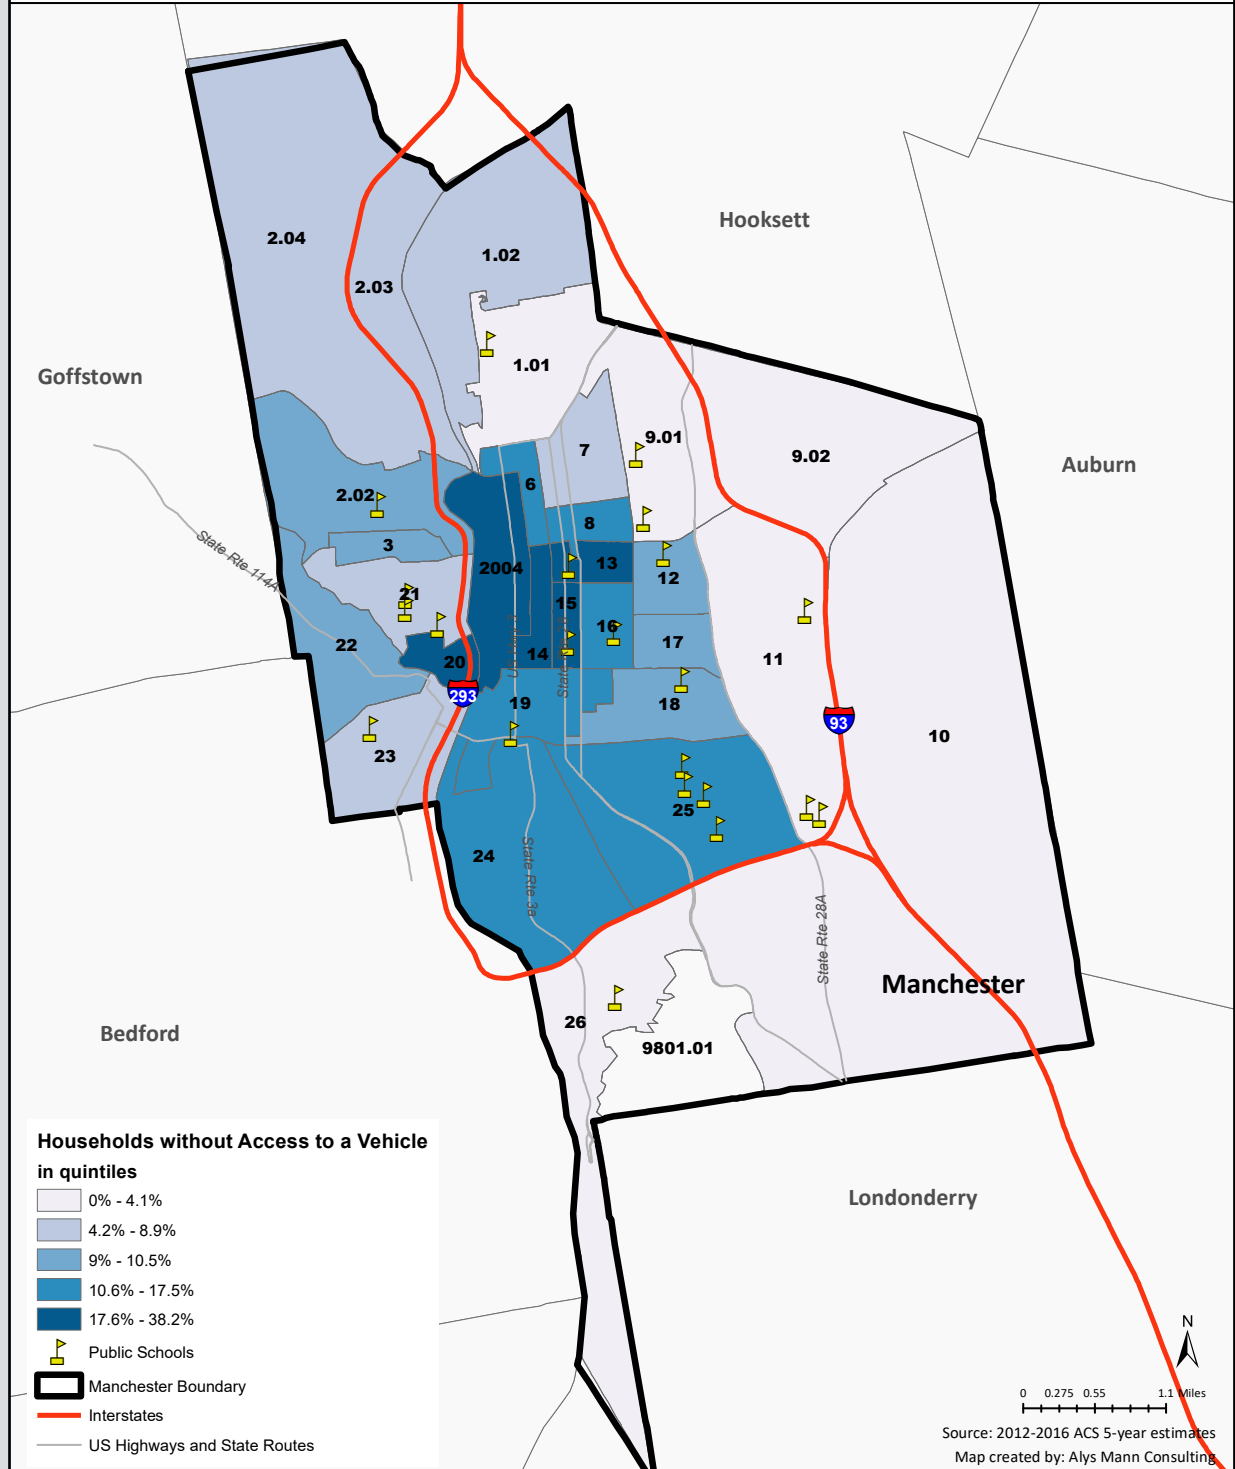 Hooksett
2.04
1.02
2.03
1.01
Goffstown
7
9.01
9.02
Auburn
6
2.02
8
State Rte 114A
3
13
2004
12
21
15
16
22
17
14
20
11
293
19
18
93
23
10
25
24
State Rte 3a
State Rte 28A
Manchester
26
Bedford
9801.01
Households without Access to a Vehicle
in quintiles
0% - 4.1%
4.2% - 8.9%
9% - 10.5%
10.6% - 17.5%
17.6% - 38.2%
Public Schools
Manchester Boundary
Interstates
US Highways and State Routes
Londonderry
N
0 0.275 0.55 1.1 Miles
Source: 2012-2016 ACS 5-year estimates
Map created by: Alys Mann Consulting